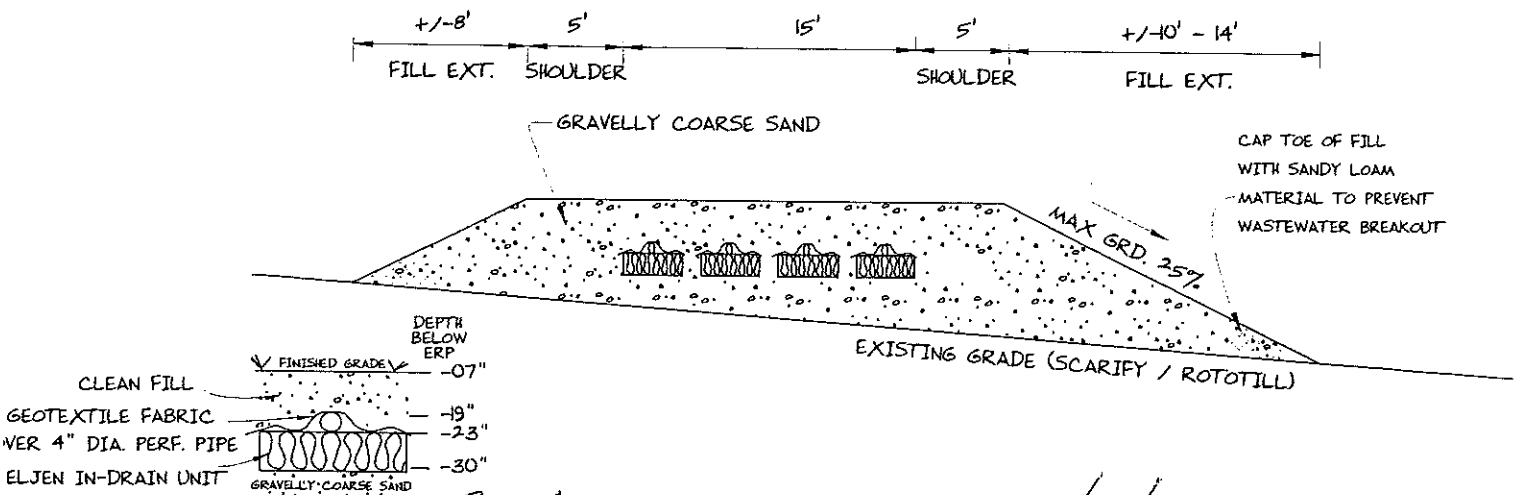 +/-8' 5' 15' 5' +/-10' - 14'
FILL EXT. SHOULDER SHOULDER FILL EXT.
GRAVELLY COARSE SAND
CAP TOE OF FILL
WITH SANDY LOAM
MATERIAL TO PREVENT
WASTEWATER BREAKOUT
MAX GRD. 25%
EXISTING GRADE (SCARIFY / ROTOTILL)
DEPTH
BELOW
ERP
FINISHED GRADE -07"
CLEAN FILL
GEOTEXTILE FABRIC -19"
VER 4" DIA. PERF. PIPE -23"
ELJEN IN-DRAIN UNIT -30"
GRAVELLY COARSE SAND